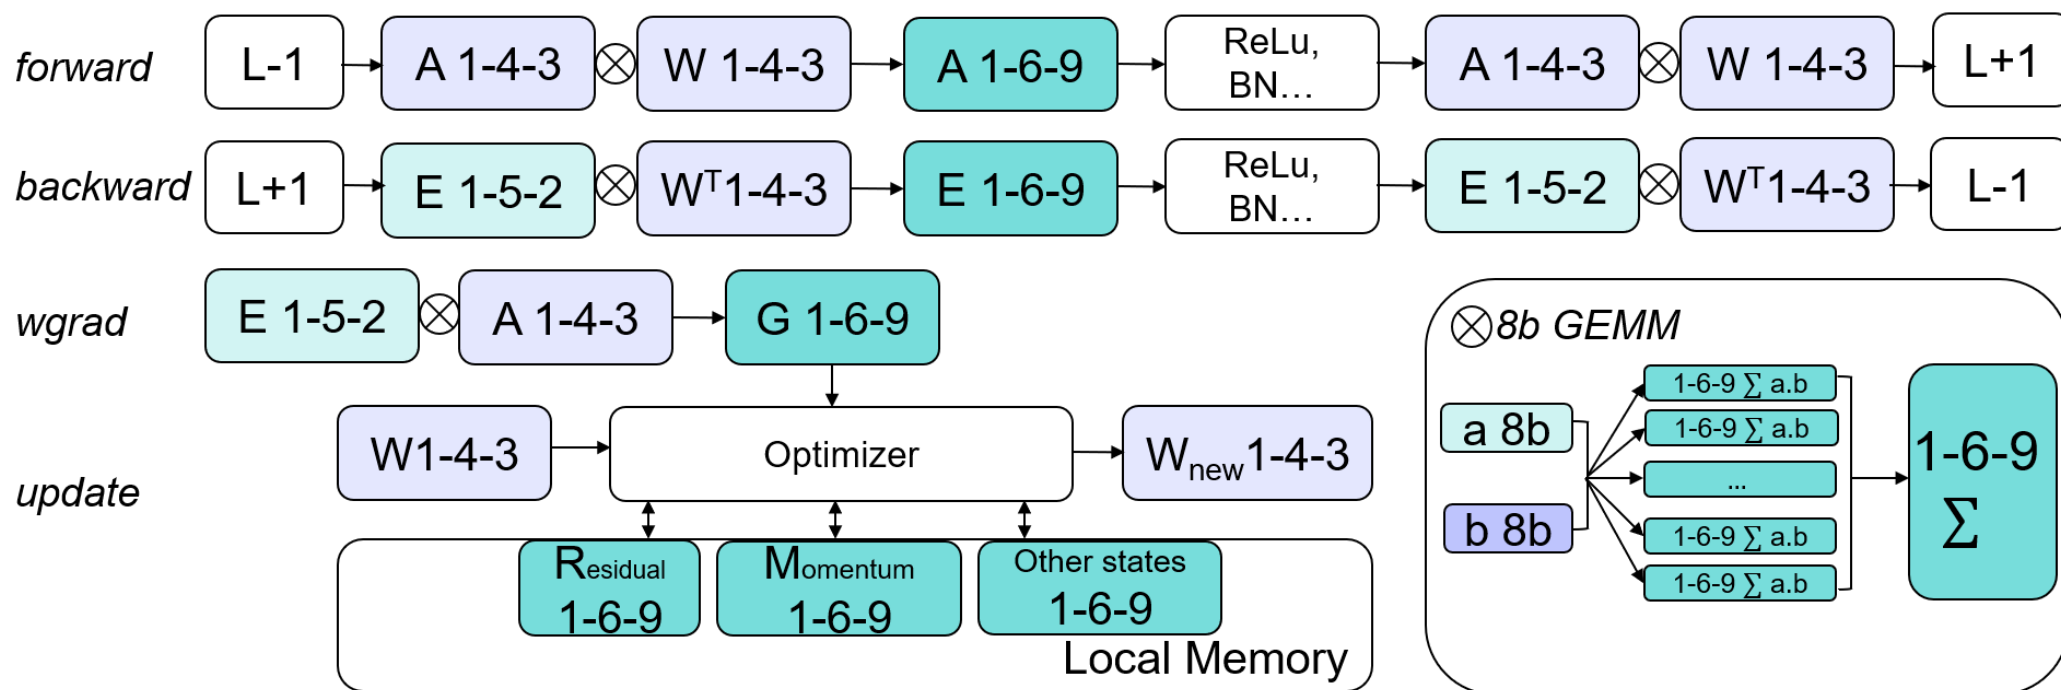 forward
L-1
A 1-4-3
W 1-4-3
A 1-6-9
ReLu,
BN...
A 1-4-3
W 1-4-3
L+1
backward
L+1
E 1-5-2
Wᵀ1-4-3
E 1-6-9
ReLu,
BN...
E 1-5-2
Wᵀ1-4-3
L-1
wgrad
E 1-5-2
A 1-4-3
G 1-6-9
update
W1-4-3
Optimizer
Wnew1-4-3
Residual
1-6-9
Momentum
1-6-9
Other states
1-6-9
Local Memory
8b GEMM
a 8b
b 8b
1-6-9 ∑ a.b
1-6-9 ∑ a.b
...
1-6-9 ∑ a.b
1-6-9 ∑ a.b
1-6-9
∑